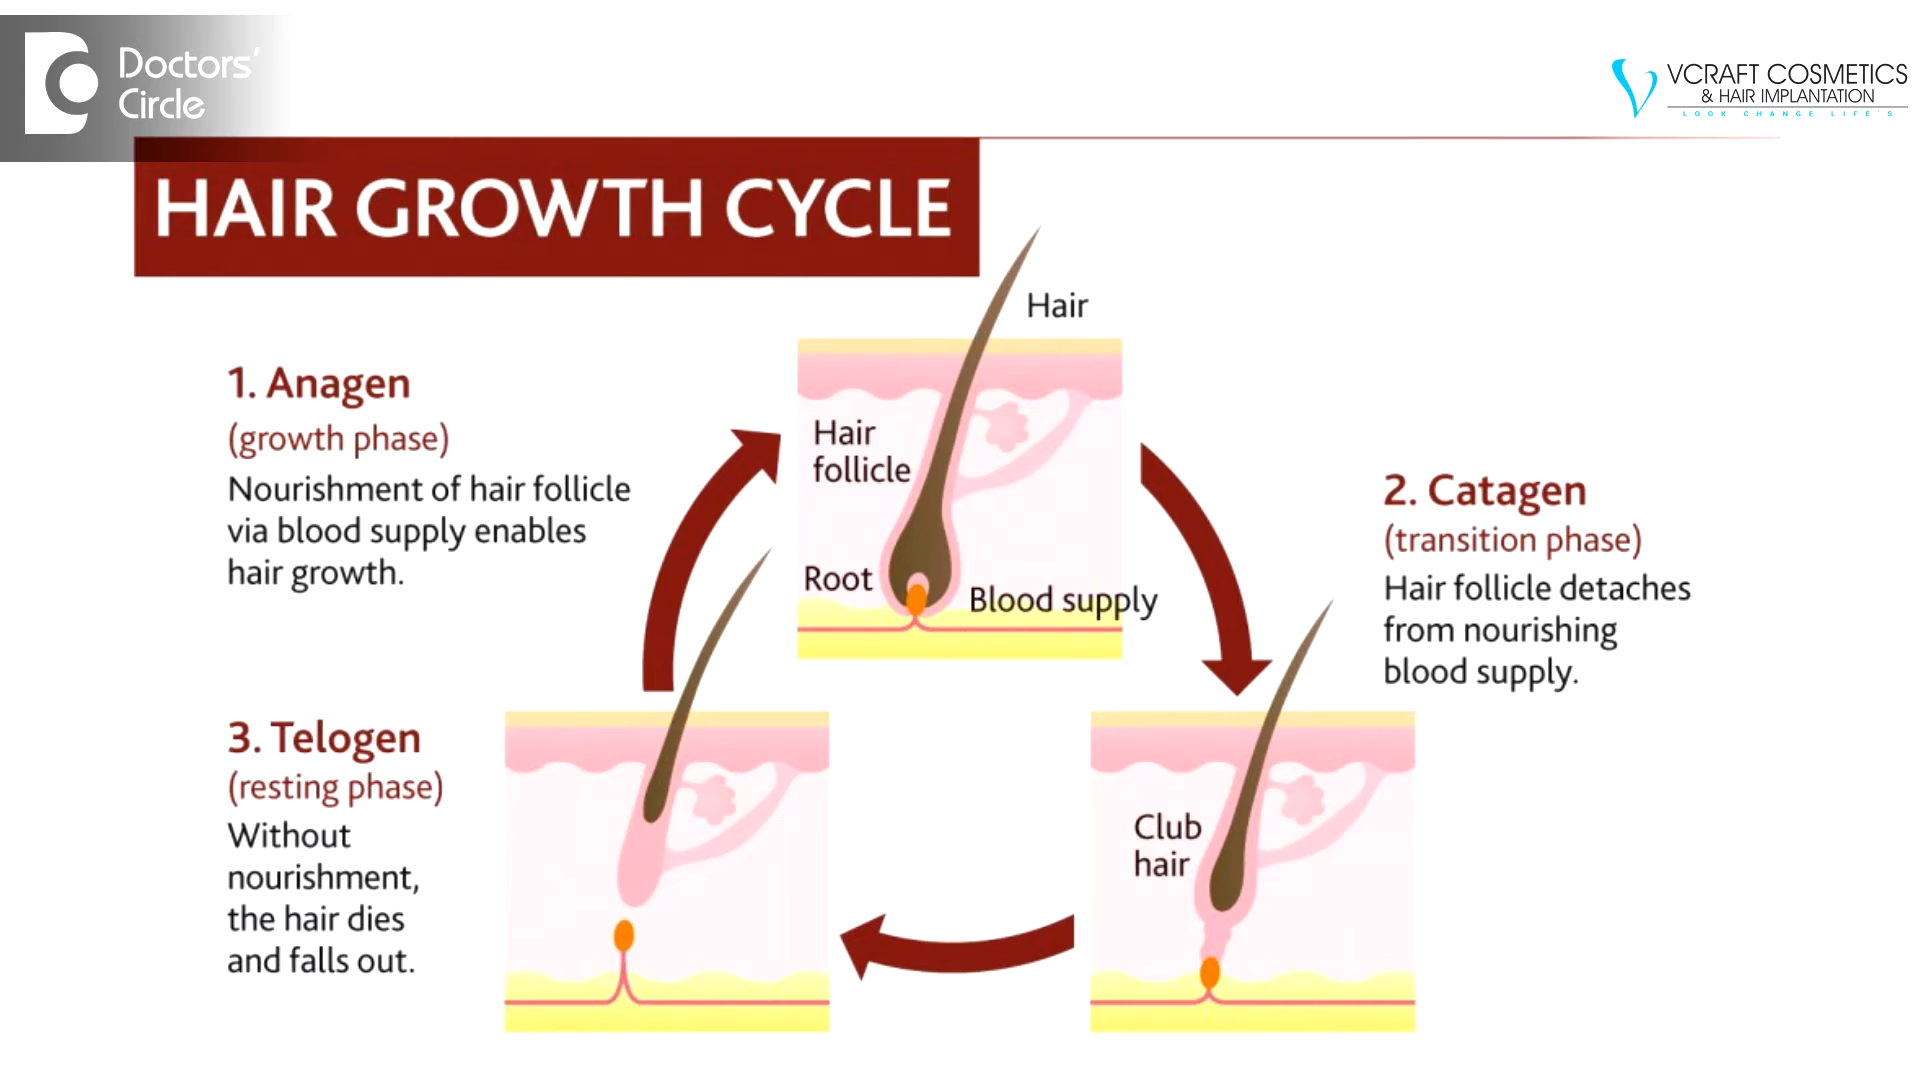 Doctors'
Circle
VCRAFT COSMETICS
& HAIR IMPLANTATION
LOOK CHANGE LIFE'S
HAIR GROWTH CYCLE
Hair
1. Anagen
(growth phase)
Nourishment of hair follicle
via blood supply enables
hair growth.
Hair
follicle
Root
Blood supply
2. Catagen
(transition phase)
Hair follicle detaches
from nourishing
blood supply.
Club
hair
3. Telogen
(resting phase)
Without
nourishment,
the hair dies
and falls out.